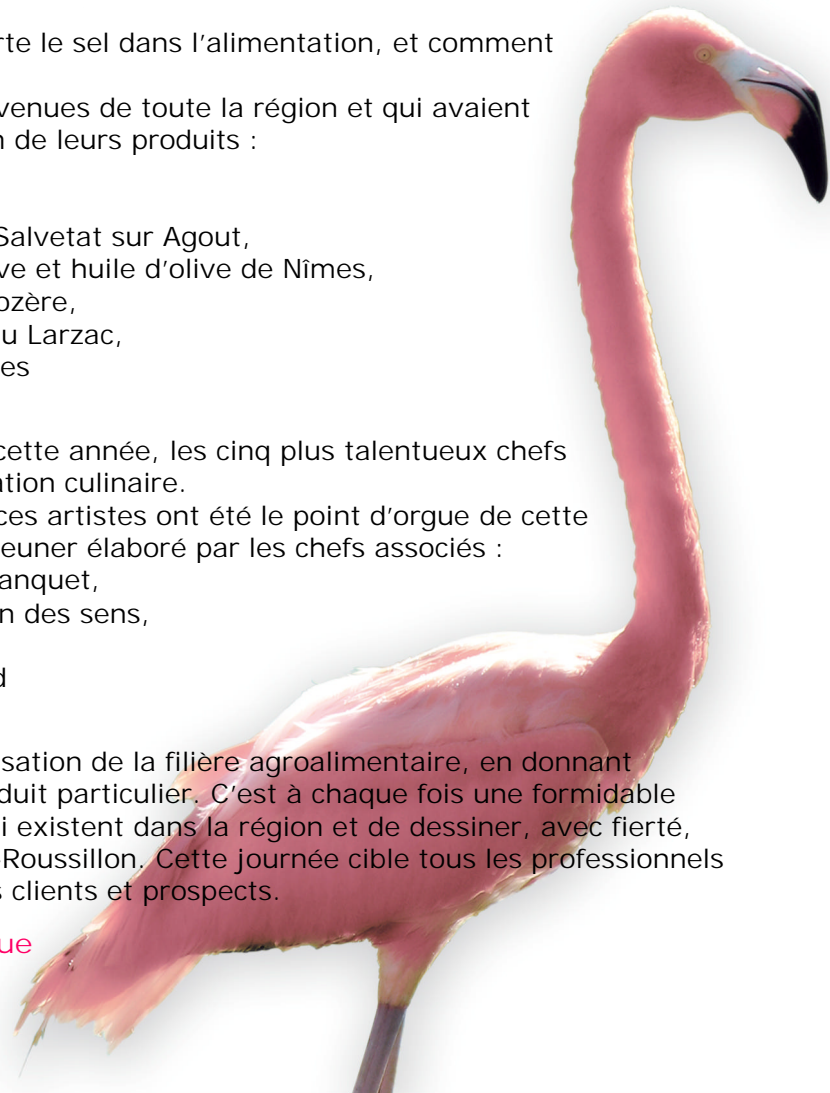 rte le sel dans l'alimentation, et comment
venues de toute la région et qui avaient
n de leurs produits :
Salvetat sur Agout,
ve et huile d'olive de Nîmes,
ozère,
u Larzac,
es
cette année, les cinq plus talentueux chefs
ation culinaire.
ces artistes ont été le point d'orgue de cette
jeuner élaboré par les chefs associés :
anquet,
n des sens,
d
sation de la filière agroalimentaire, en donnant
duit particulier. C'est à chaque fois une formidable
i existent dans la région et de dessiner, avec fierté,
-Roussillon. Cette journée cible tous les professionnels
s clients et prospects.
ue